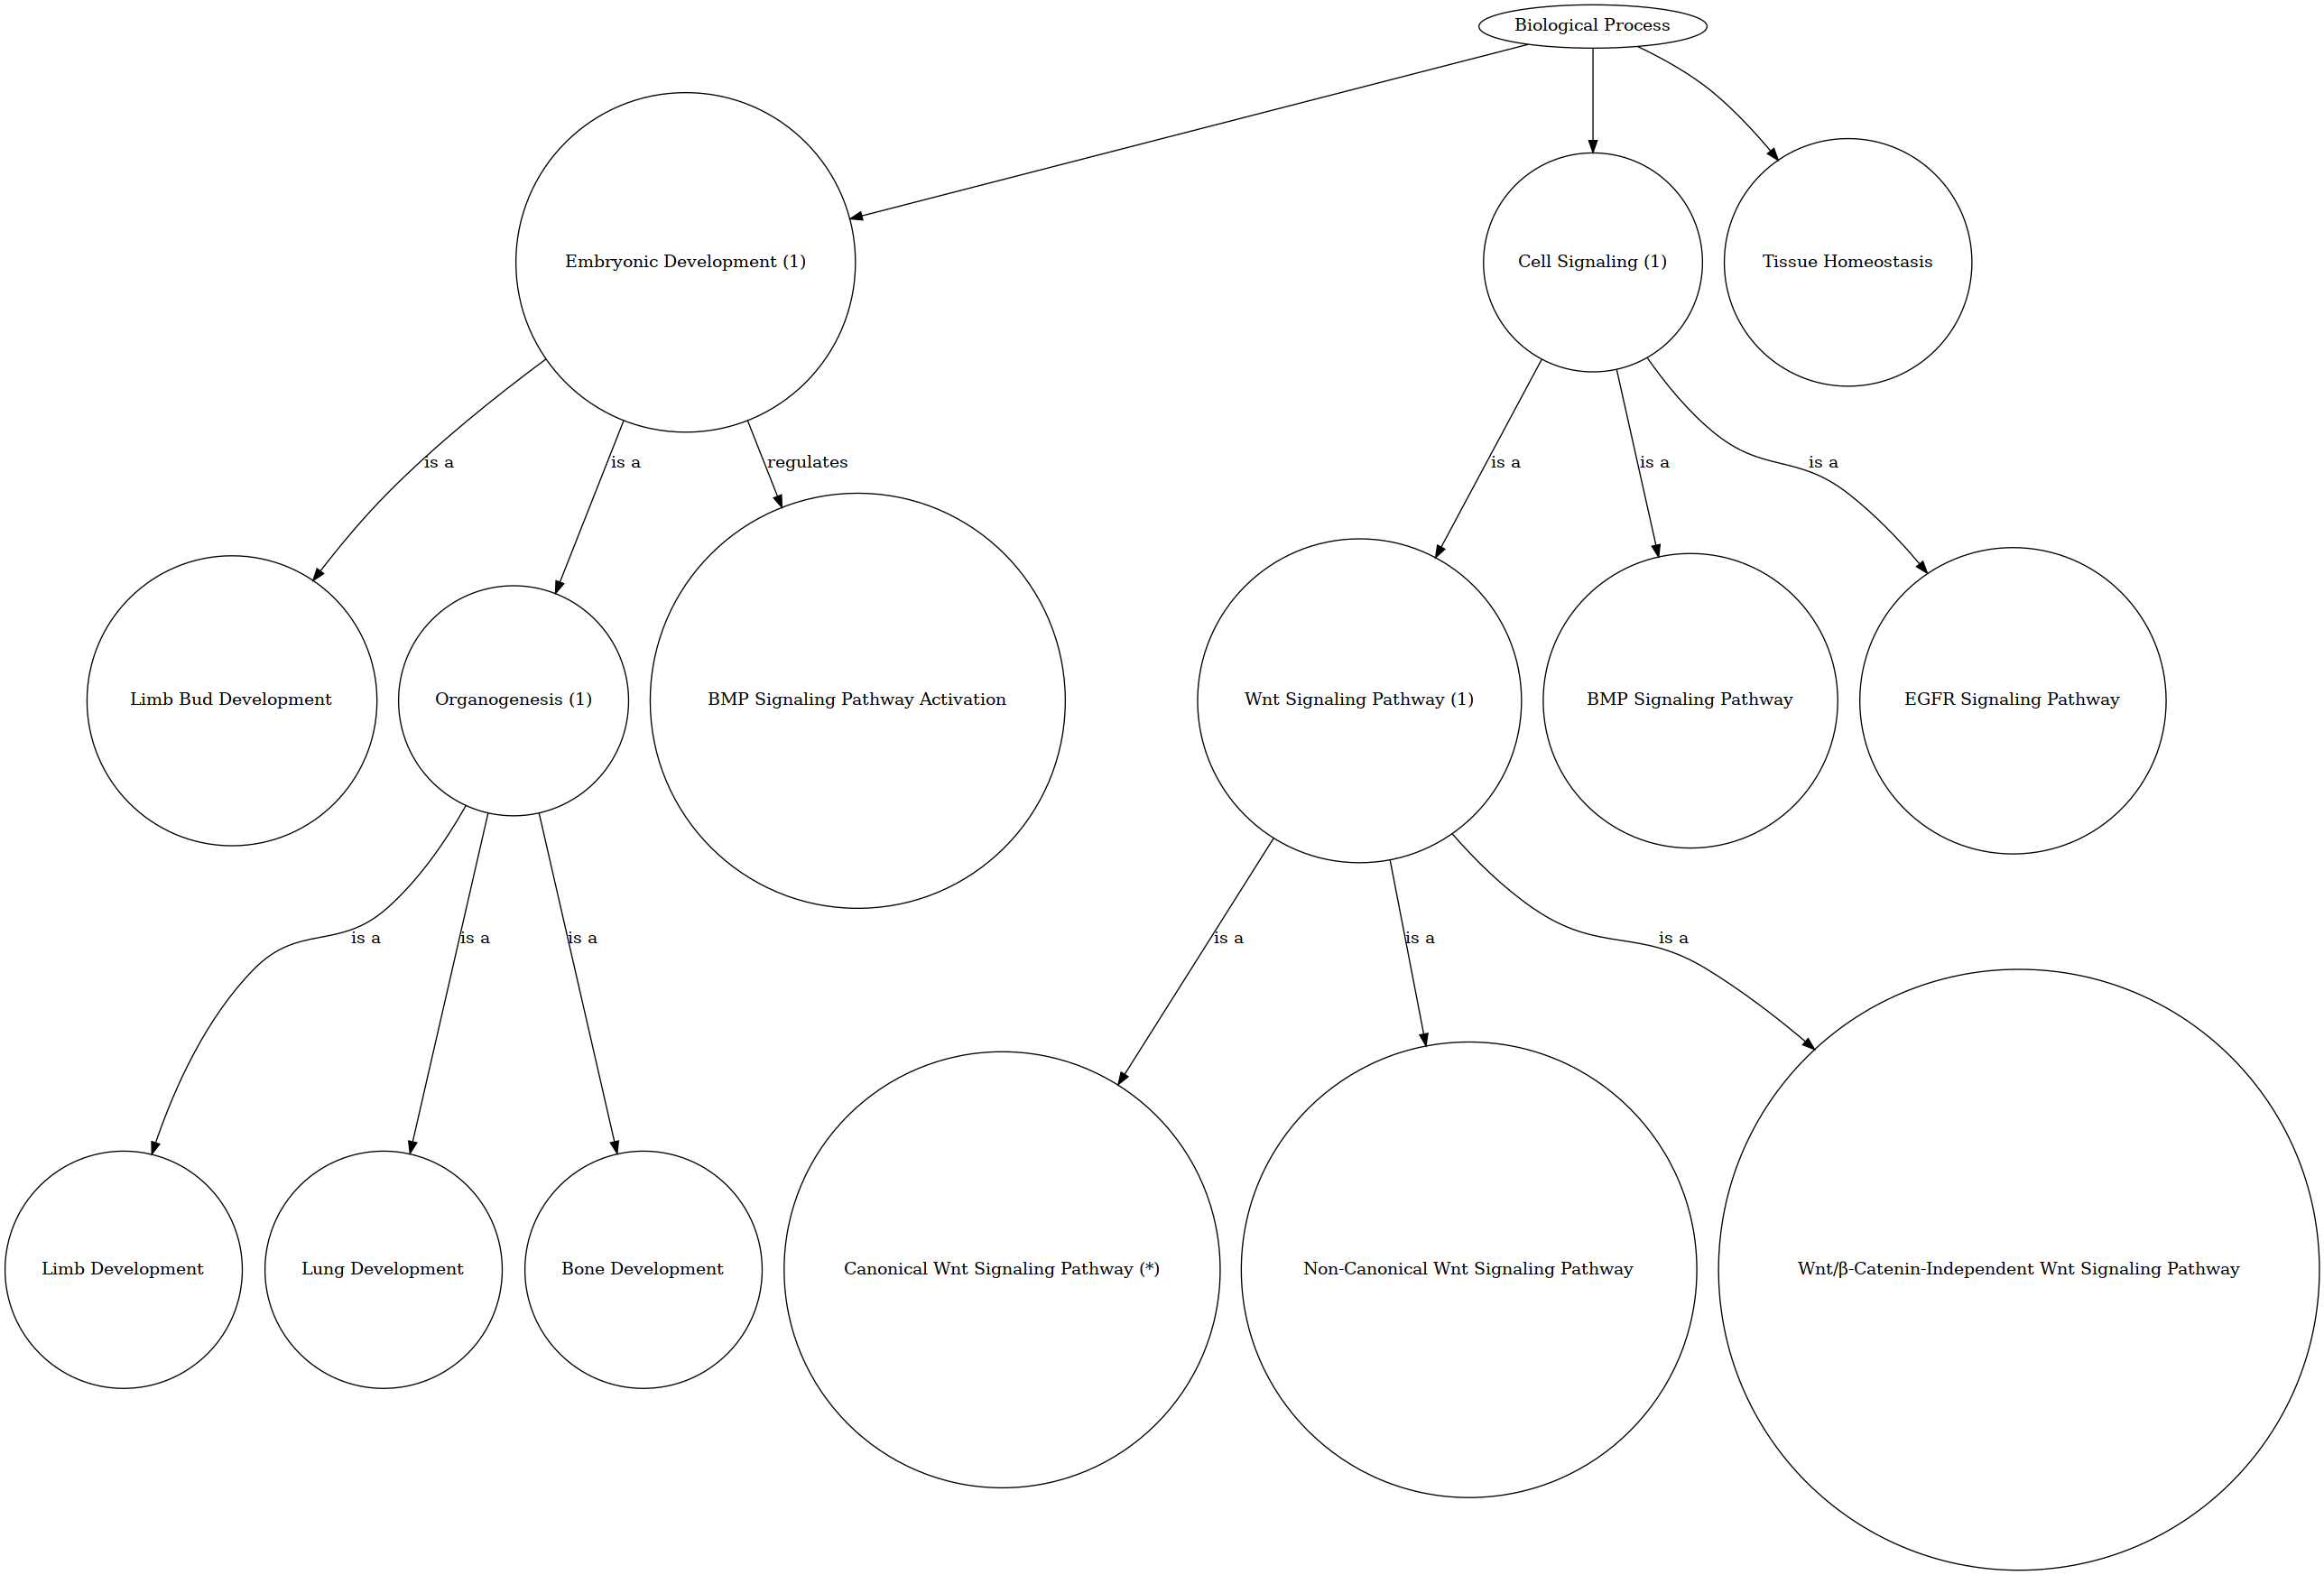 Biological Process
Embryonic Development (1)
Cell Signaling (1)
Tissue Homeostasis
is a
is a
regulates
is a
is a
is a
Limb Bud Development
Organogenesis (1)
BMP Signaling Pathway Activation
Wnt Signaling Pathway (1)
BMP Signaling Pathway
EGFR Signaling Pathway
is a
is a
is a
is a
is a
is a
Limb Development
Lung Development
Bone Development
Canonical Wnt Signaling Pathway (*)
Non-Canonical Wnt Signaling Pathway
Wnt/β-Catenin-Independent Wnt Signaling Pathway